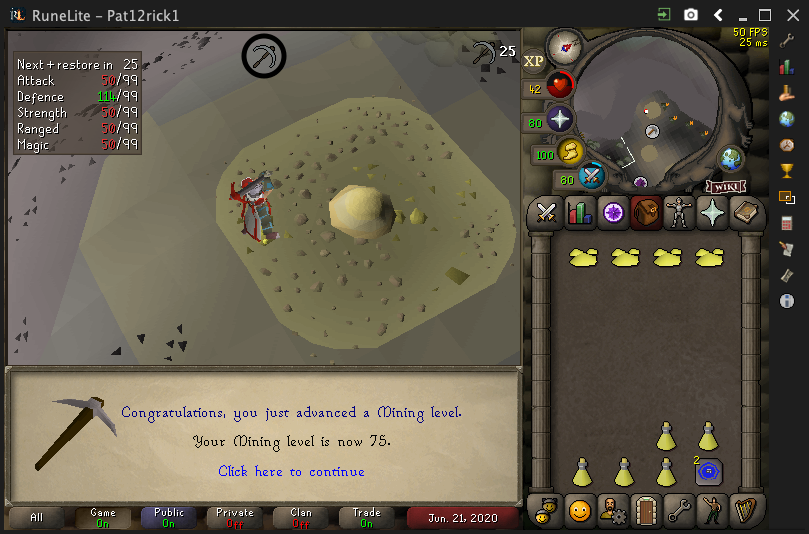 RuneLite - Pat12rick1
50 FPS
25 ms
Next + restore in 25
Attack 50/99
Defence 114/99
Strength 50/99
Ranged 50/99
Magic 50/99
25
XP
42
80
100
80
WIKI
2
Congratulations, you just advanced a Mining level.
Your Mining level is now 75.
Click here to continue
All
Game
On
Public
On
Private
Off
Clan
Off
Trade
On
Jun. 21, 2020